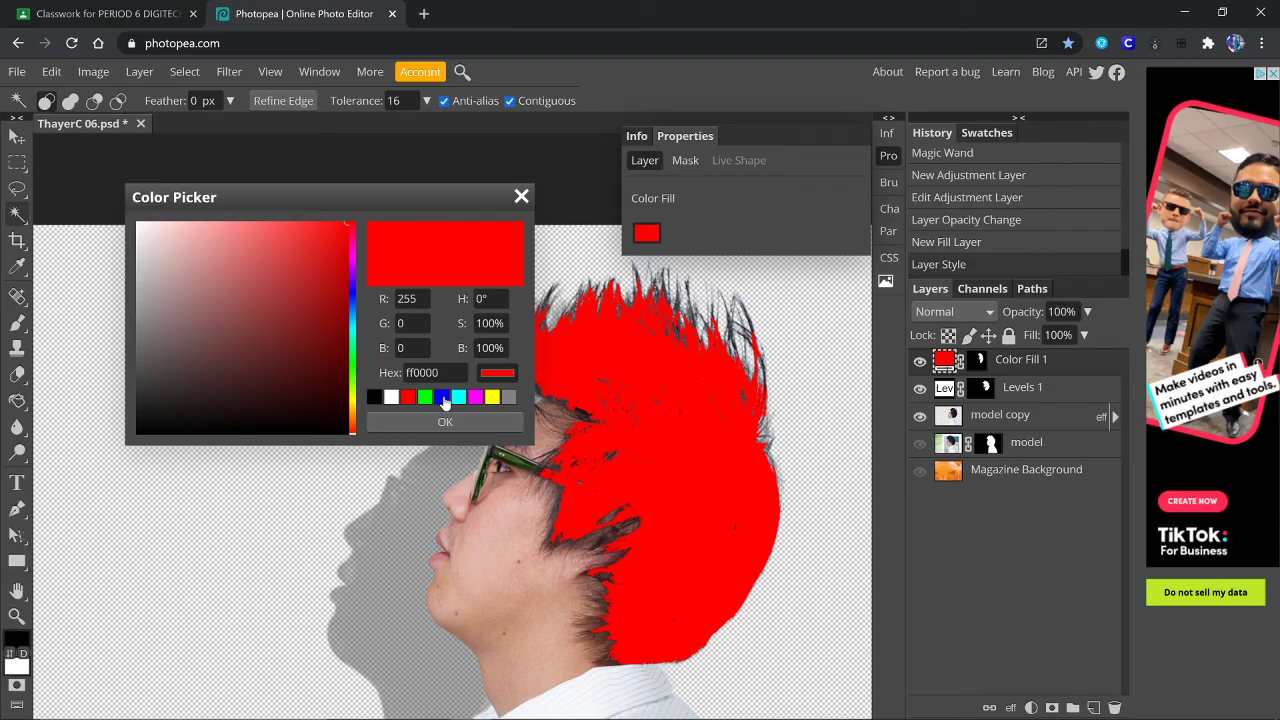 Classwork for PERIOD 6 DIGITECH
Photopea | Online Photo Editor
photopea.com
File Edit Image Layer Select Filter View Window More Account
About Report a bug Learn Blog API
Feather: 0 px Refine Edge Tolerance: 16 Anti-alias Contiguous
ThayerC 06.psd *
Color Picker
R: 255 H: 0°
G: 0 S: 100%
B: 0 B: 100%
Hex: ff0000
OK
Info Properties
Layer Mask Live Shape
Color Fill
Inf
Pro
Bru
Cha
Par
CSS
History Swatches
Magic Wand
New Adjustment Layer
Edit Adjustment Layer
Layer Opacity Change
New Fill Layer
Layer Style
Layers Channels Paths
Normal Opacity: 100%
Lock: Fill: 100%
Color Fill 1
Lev Levels 1
model copy eff
model
Magazine Background
eff
D
Make videos in
minutes with easy
templates and tools.
CREATE NOW
TikTok:
For Business
Do not sell my data